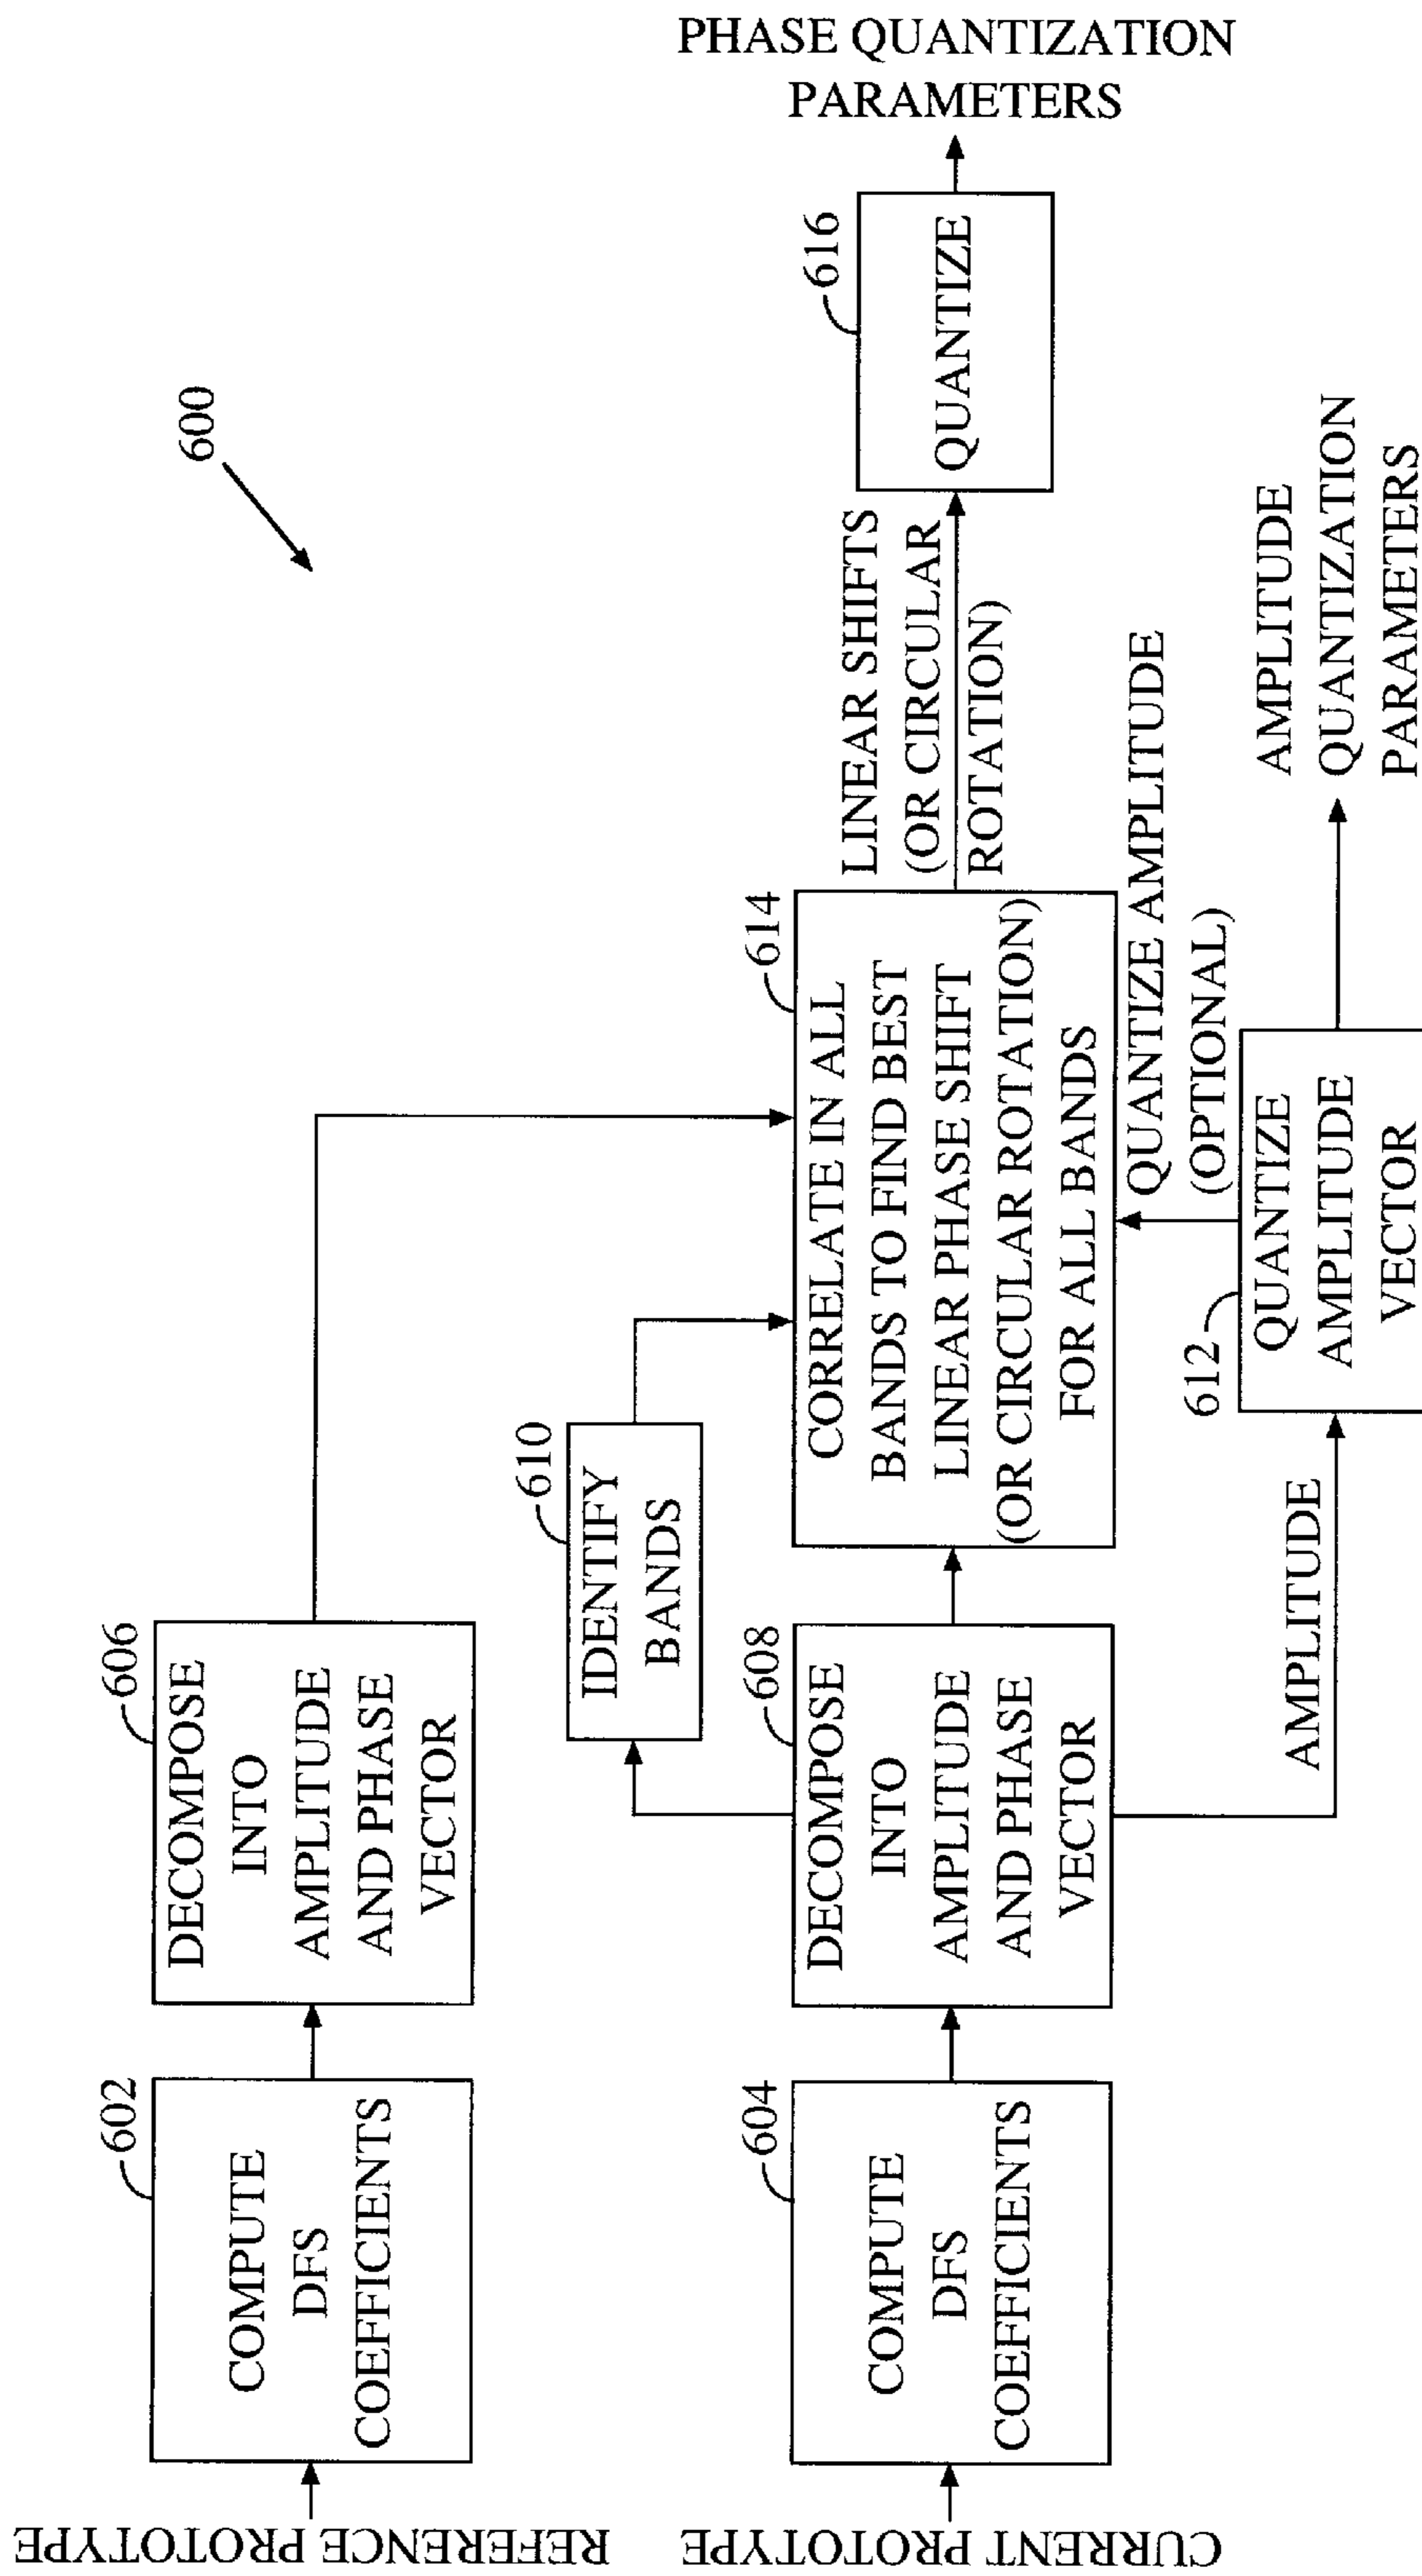 600
REFERENCE PROTOTYPE
602
COMPUTE
DFS
COEFFICIENTS
606
DECOMPOSE
INTO
AMPLITUDE
AND PHASE
VECTOR
610
IDENTIFY
BANDS
CURRENT PROTOTYPE
604
COMPUTE
DFS
COEFFICIENTS
608
DECOMPOSE
INTO
AMPLITUDE
AND PHASE
VECTOR
614
CORRELATE IN ALL
BANDS TO FIND BEST
LINEAR PHASE SHIFT
(OR CIRCULAR ROTATION)
FOR ALL BANDS
LINEAR SHIFTS
(OR CIRCULAR
ROTATION)
616
QUANTIZE
PHASE QUANTIZATION
PARAMETERS
QUANTIZE AMPLITUDE
(OPTIONAL)
AMPLITUDE
612
QUANTIZE
AMPLITUDE
VECTOR
AMPLITUDE
QUANTIZATION
PARAMETERS